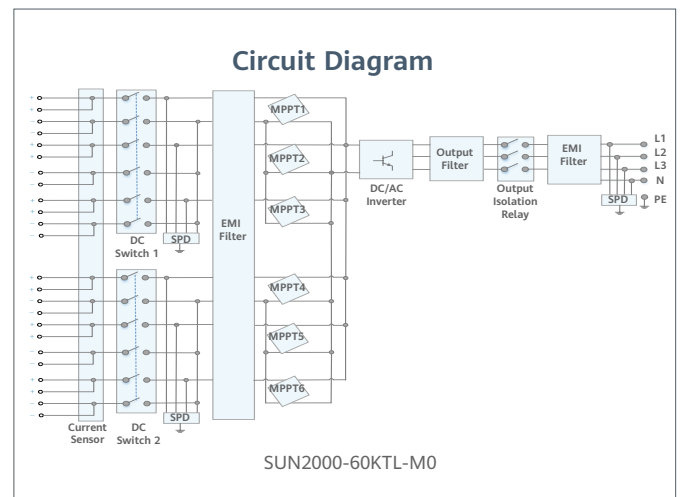 Circuit Diagram
MPPT1
MPPT2
MPPT3
MPPT4
MPPT5
MPPT6
EMI
Filter
DC
Switch 1
SPD
DC
Switch 2
SPD
Current
Sensor
DC/AC
Inverter
Output
Filter
Output
Isolation
Relay
EMI
Filter
SPD
L1
L2
L3
N
PE
SUN2000-60KTL-M0